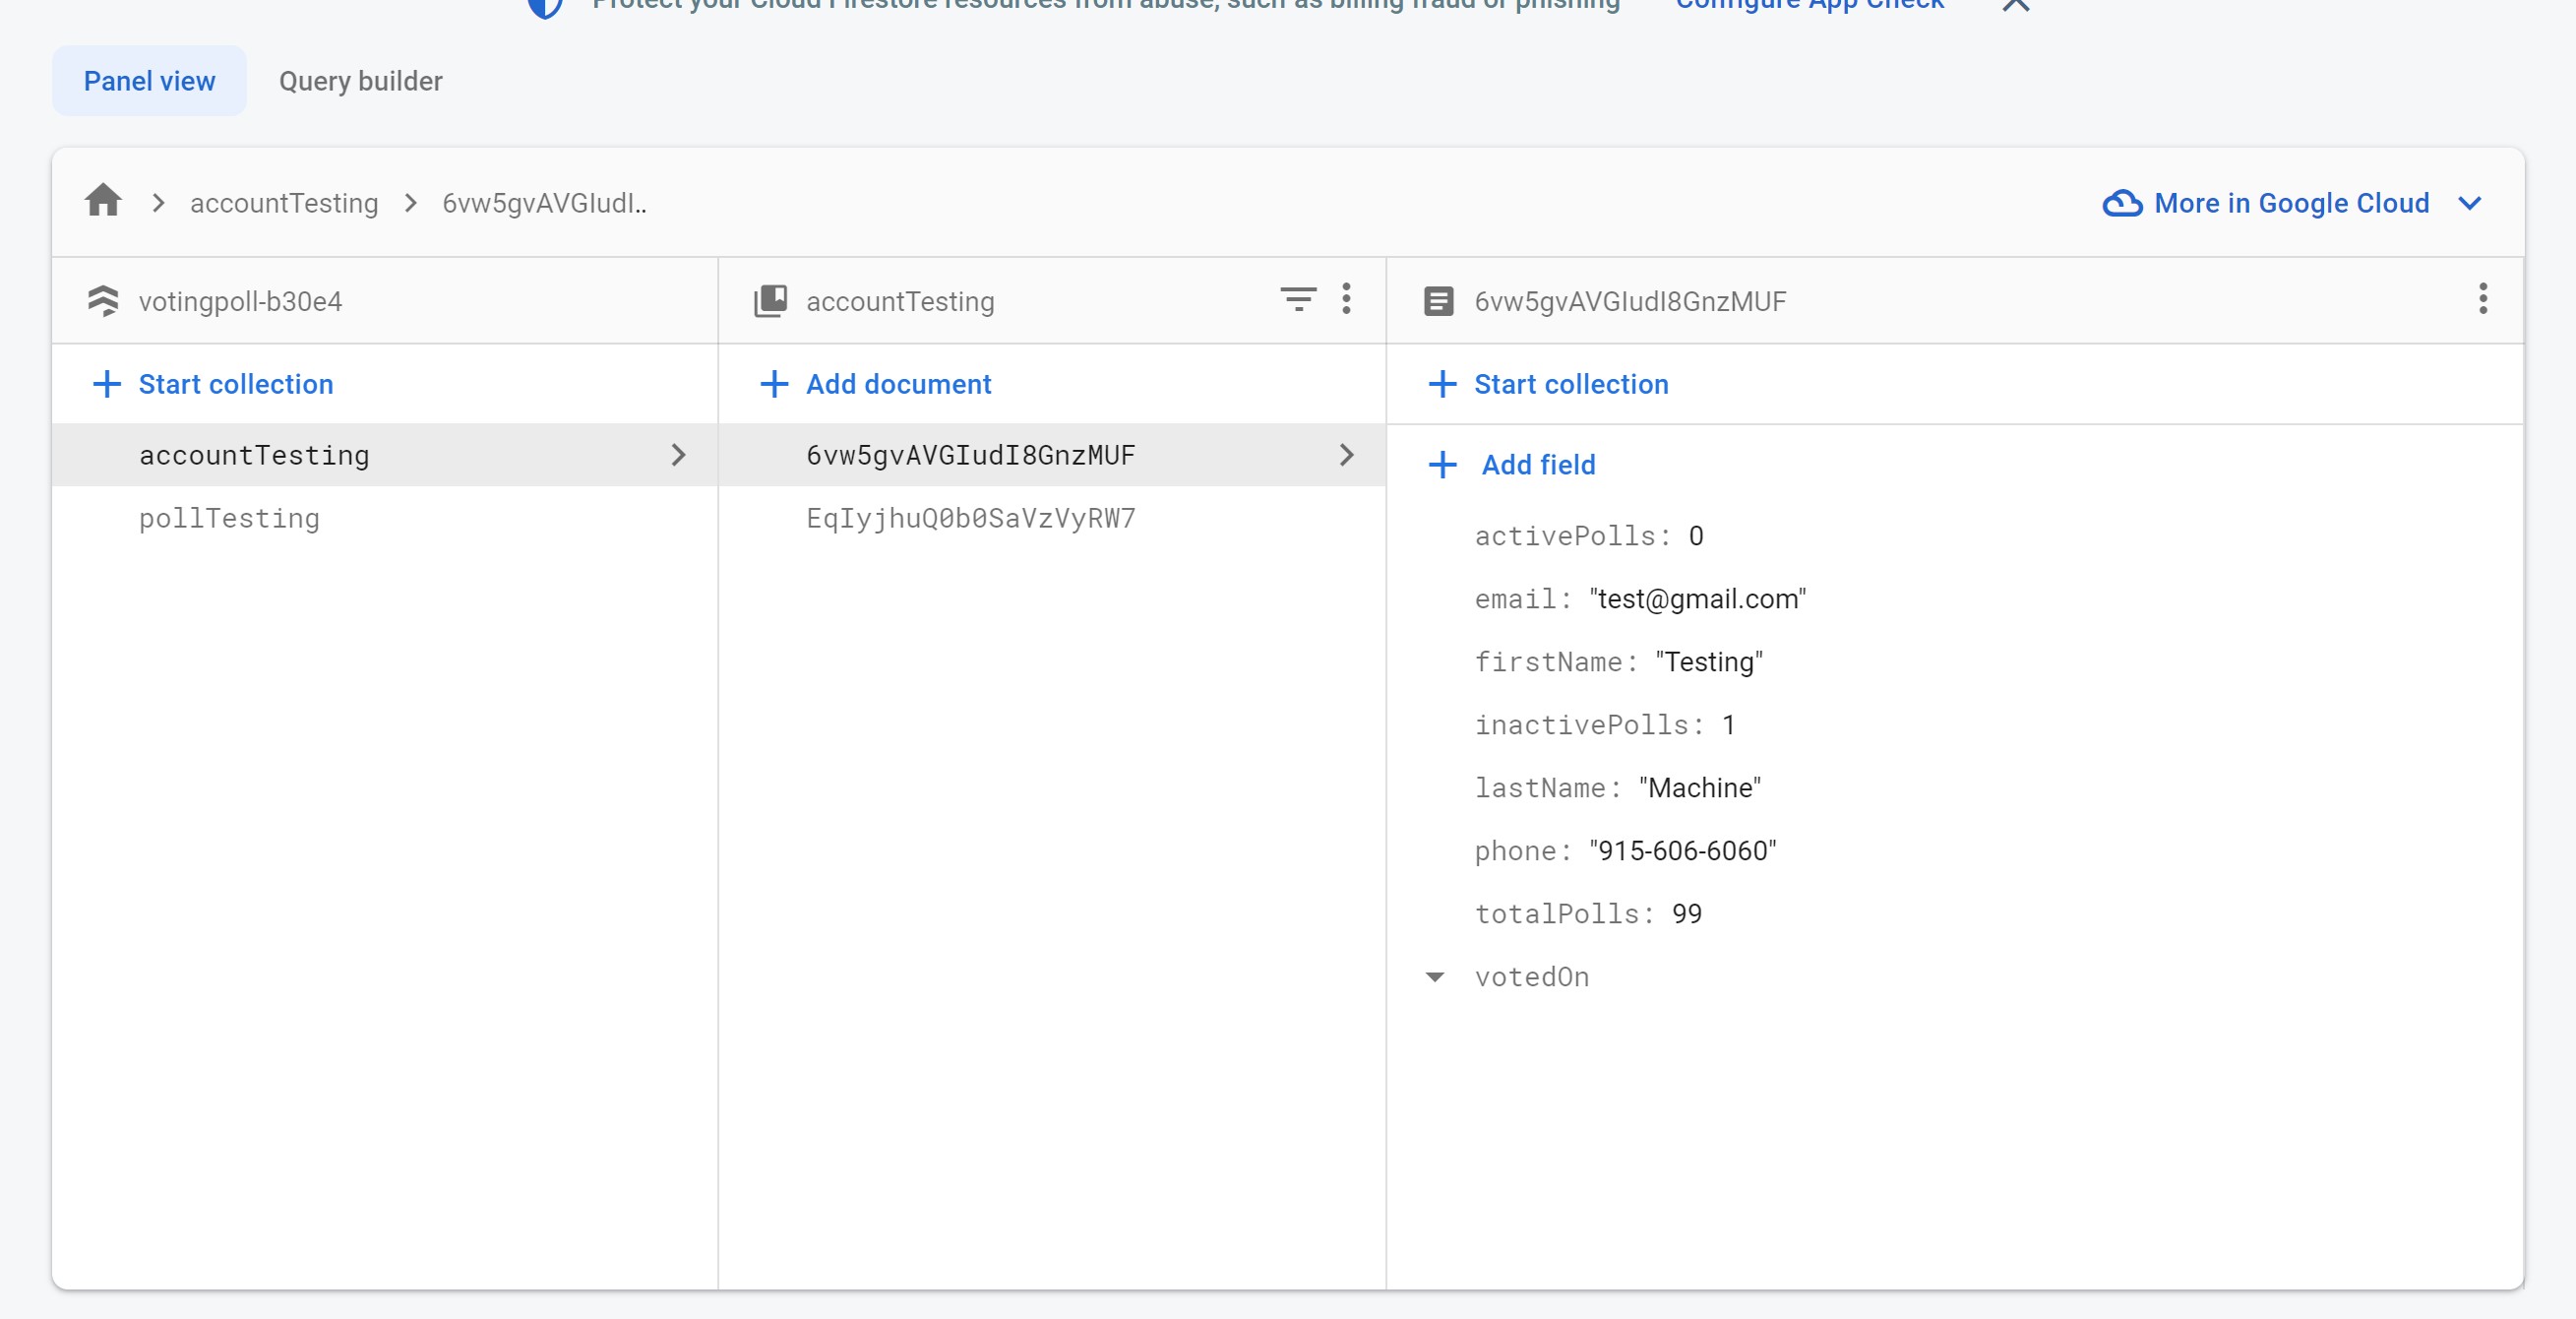 Protect your Cloud Firestore resources from abuse, such as billing fraud or phishing Configure App Check
Panel view Query builder
accountTesting 6vw5gvAVGIudI.. More in Google Cloud
votingpoll-b30e4 accountTesting 6vw5gvAVGIudI8GnzMUF
Start collection Add document Start collection
accountTesting 6vw5gvAVGIudI8GnzMUF
Add field
pollTesting EqIyjhuQ0b0SaVzVyRW7
activePolls: 0
email: "test@gmail.com"
firstName: "Testing"
inactivePolls: 1
lastName: "Machine"
phone: "915-606-6060"
totalPolls: 99
votedOn